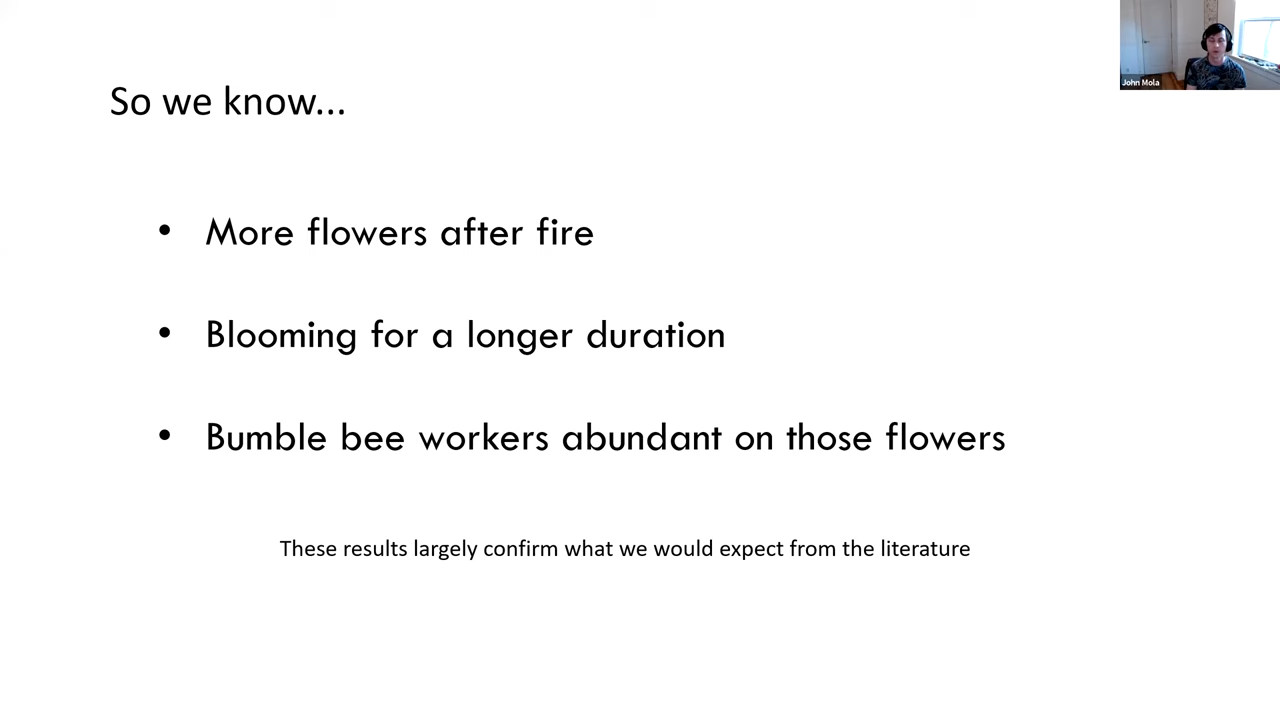 John Mola
So we know...
• More flowers after fire
• Blooming for a longer duration
• Bumble bee workers abundant on those flowers
These results largely confirm what we would expect from the literature